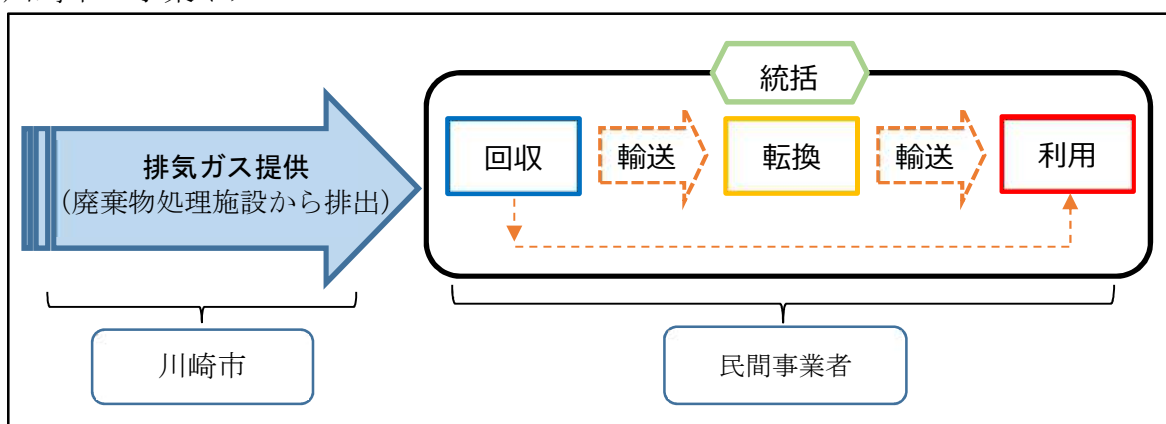 統括
排気ガス提供
(廃棄物処理施設から排出)
回収
輸送
転換
輸送
利用
川崎市
民間事業者